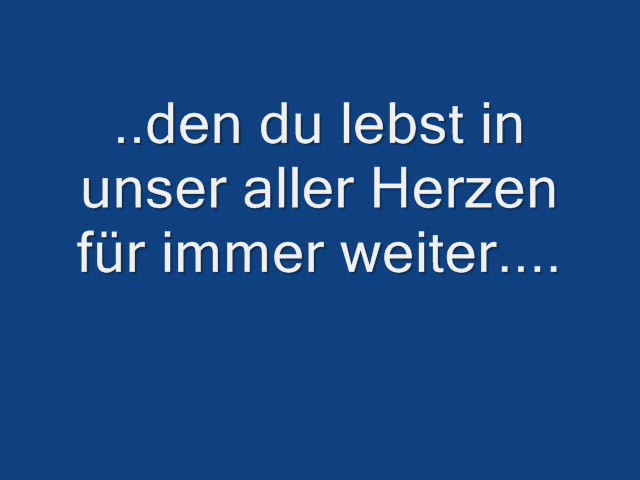 ..den du lebst in
unser aller Herzen
für immer weiter....